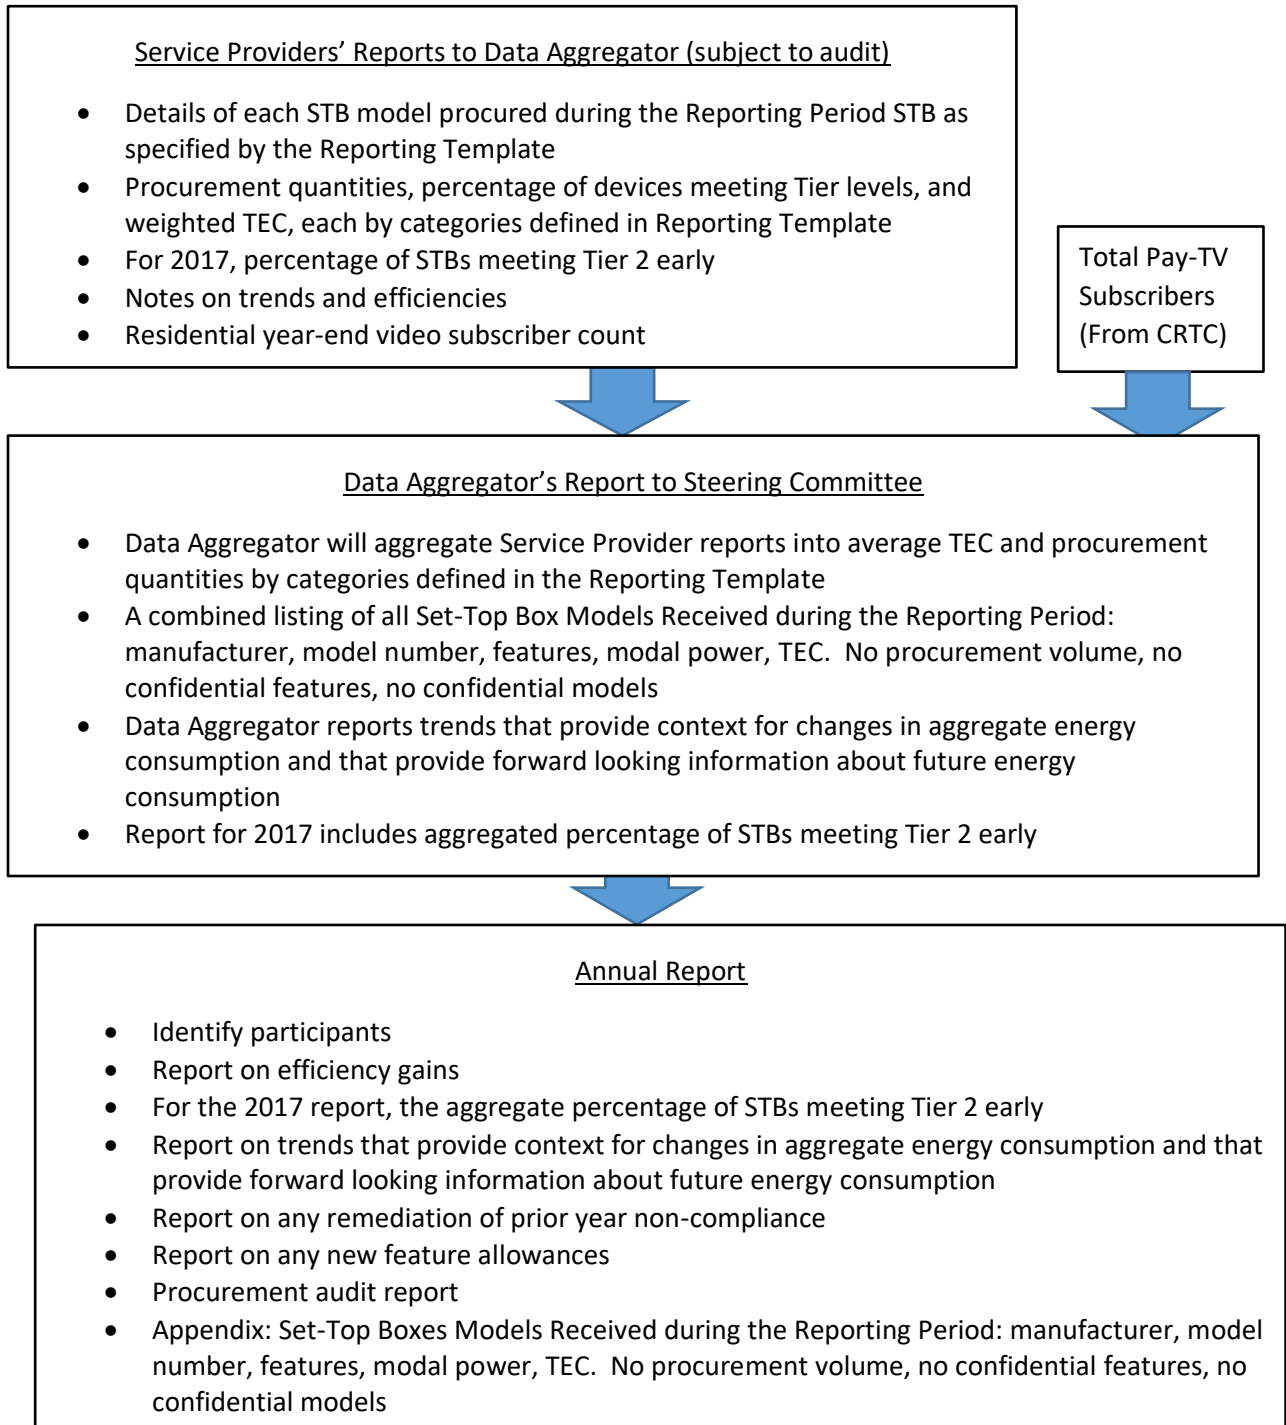 Service Providers’ Reports to Data Aggregator (subject to audit)
• Details of each STB model procured during the Reporting Period STB as
specified by the Reporting Template
• Procurement quantities, percentage of devices meeting Tier levels, and
weighted TEC, each by categories defined in Reporting Template
• For 2017, percentage of STBs meeting Tier 2 early
• Notes on trends and efficiencies
• Residential year-end video subscriber count
Total Pay-TV
Subscribers
(From CRTC)
Data Aggregator’s Report to Steering Committee
• Data Aggregator will aggregate Service Provider reports into average TEC and procurement
quantities by categories defined in the Reporting Template
• A combined listing of all Set-Top Box Models Received during the Reporting Period:
manufacturer, model number, features, modal power, TEC.  No procurement volume, no
confidential features, no confidential models
• Data Aggregator reports trends that provide context for changes in aggregate energy
consumption and that provide forward looking information about future energy
consumption
• Report for 2017 includes aggregated percentage of STBs meeting Tier 2 early
Annual Report
• Identify participants
• Report on efficiency gains
• For the 2017 report, the aggregate percentage of STBs meeting Tier 2 early
• Report on trends that provide context for changes in aggregate energy consumption and that
provide forward looking information about future energy consumption
• Report on any remediation of prior year non-compliance
• Report on any new feature allowances
• Procurement audit report
• Appendix: Set-Top Boxes Models Received during the Reporting Period: manufacturer, model
number, features, modal power, TEC.  No procurement volume, no confidential features, no
confidential models